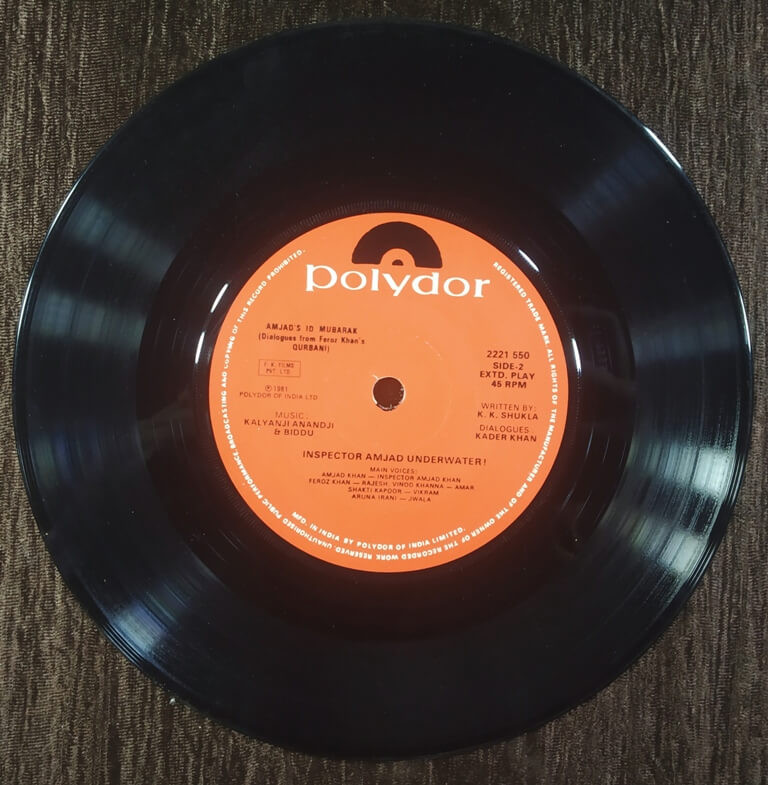 polydor
AMJAD'S ID MUBARAK
(Dialogues from Feroz Khan's
QURBANI)
F. K. FILMS
PVT. LTD.
Ⓟ 1981
POLYDOR OF INDIA LTD
2221 550
SIDE-2
EXTD. PLAY
45 RPM
MUSIC:
KALYANJI ANANDJI
& BIDDU
WRITTEN BY:
K. K. SHUKLA
DIALOGUES:
KADER KHAN
INSPECTOR AMJAD UNDERWATER!
MAIN VOICES:
AMJAD KHAN — INSPECTOR AMJAD KHAN
FEROZ KHAN — RAJESH, VINOD KHANNA — AMAR
SHAKTI KAPOOR — VIKRAM
ARUNA IRANI — JWALA
REGISTERED TRADE MARK. ALL RIGHTS OF THE MANUFACTURER AND OF THE OWNER OF THE RECORDED WORK RESERVED. UNAUTHORISED PUBLIC PERFORMANCE BROADCASTING AND COPYING OF THIS RECORD PROHIBITED.
MFD. IN INDIA BY POLYDOR OF INDIA LIMITED.